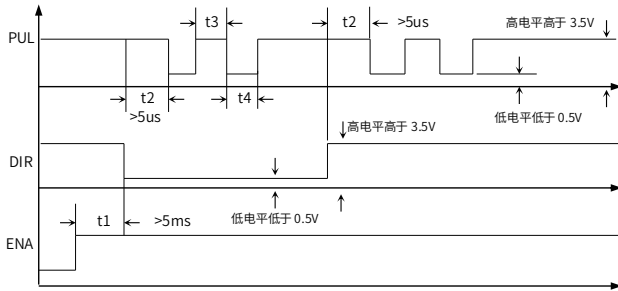 t3
t2
>5us
高电平高于 3.5V
PUL
t2
t4
>5us
低电平低于 0.5V
高电平高于 3.5V
DIR
t1
>5ms
低电平低于 0.5V
ENA